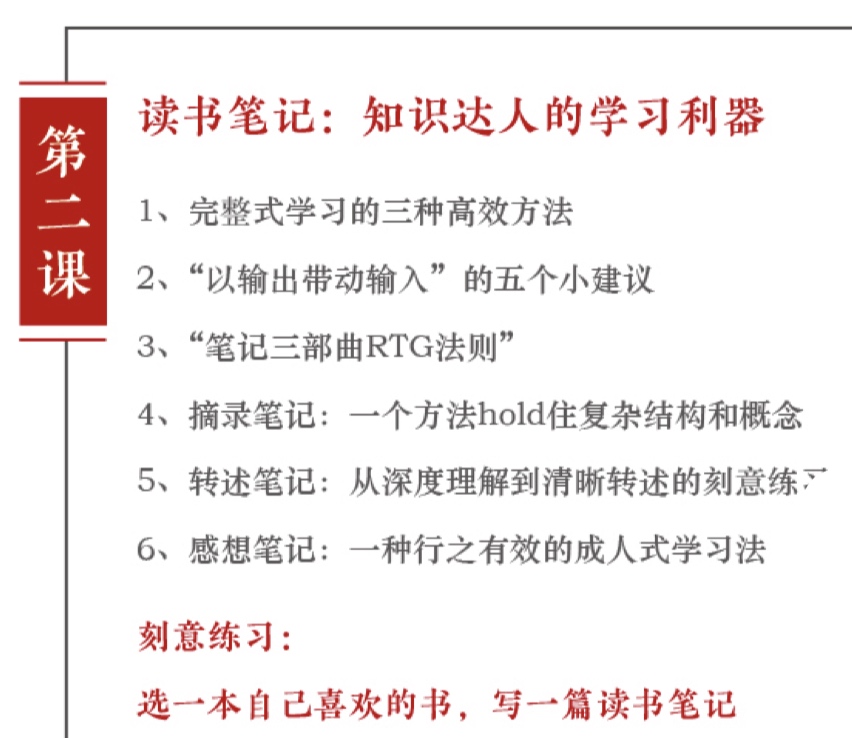 第二课
读书笔记：知识达人的学习利器
1、完整式学习的三种高效方法
2、“以输出带动输入”的五个小建议
3、“笔记三部曲RTG法则”
4、摘录笔记：一个方法hold住复杂结构和概念
5、转述笔记：从深度理解到清晰转述的刻意练
6、感想笔记：一种行之有效的成人式学习法
刻意练习：
选一本自己喜欢的书，写一篇读书笔记